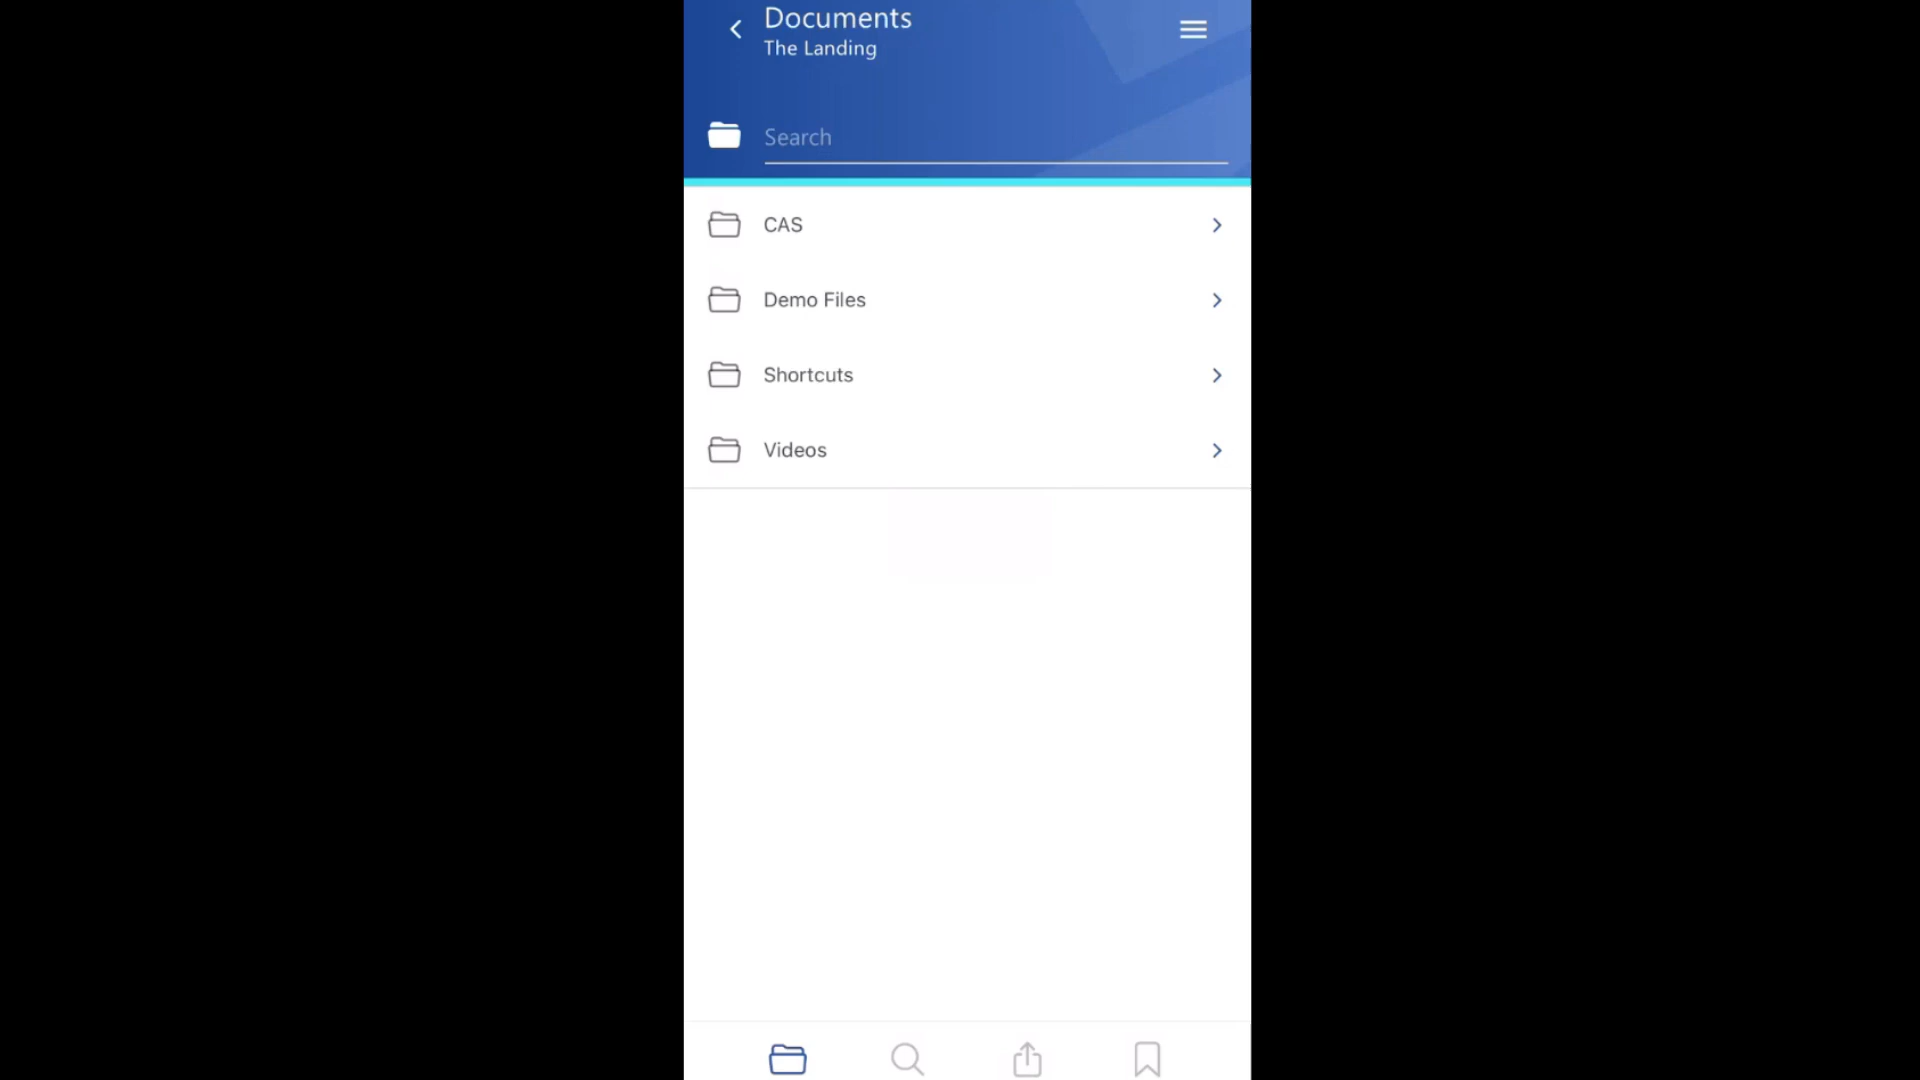 Documents
The Landing
Search
CAS
Demo Files
Shortcuts
Videos